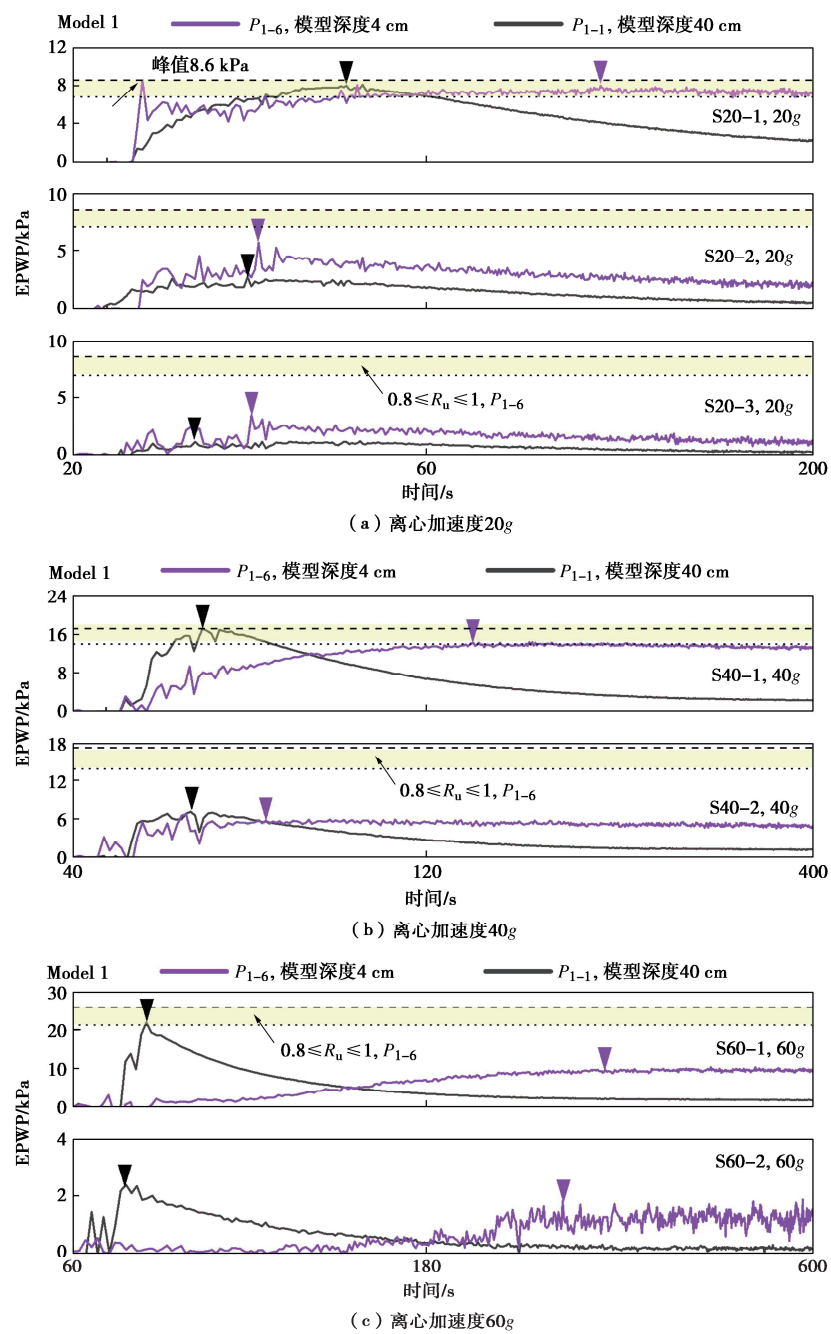 Model 1 P1-6, 模型深度4 cm P1-1, 模型深度40 cm
12
峰值8.6 kPa
8
4
S20-1, 20g
0
10
5
S20-2, 20g
0
EPWP/kPa
10
0.8≤Ru≤1, P1-6
5
S20-3, 20g
0
20 60 200
时间/s
（a）离心加速度20g
Model 1 P1-6, 模型深度4 cm P1-1, 模型深度40 cm
24
16
8
S40-1, 40g
0
EPWP/kPa
18
12
0.8≤Ru≤1, P1-6
6
S40-2, 40g
0
40 120 400
时间/s
（b）离心加速度40g
Model 1 P1-6, 模型深度4 cm P1-1, 模型深度40 cm
30
20
0.8≤Ru≤1, P1-6
S60-1, 60g
10
0
EPWP/kPa
4
S60-2, 60g
2
0
60 180 600
时间/s
（c）离心加速度60g